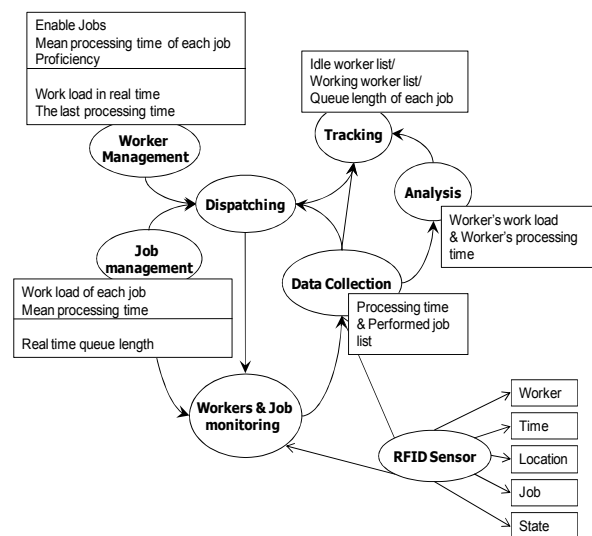 Enable Jobs
Mean processing time of each job
Proficiency
Work load in real time
The last processing time
Worker
Management
Idle worker list/
Working worker list/
Queue length of each job
Tracking
Analysis
Worker's work load
& Worker's processing
time
Dispatching
Job
management
Work load of each job
Mean processing time
Real time queue length
Data Collection
Processing time
& Performed job
list
Workers & Job
monitoring
RFID Sensor
Worker
Time
Location
Job
State